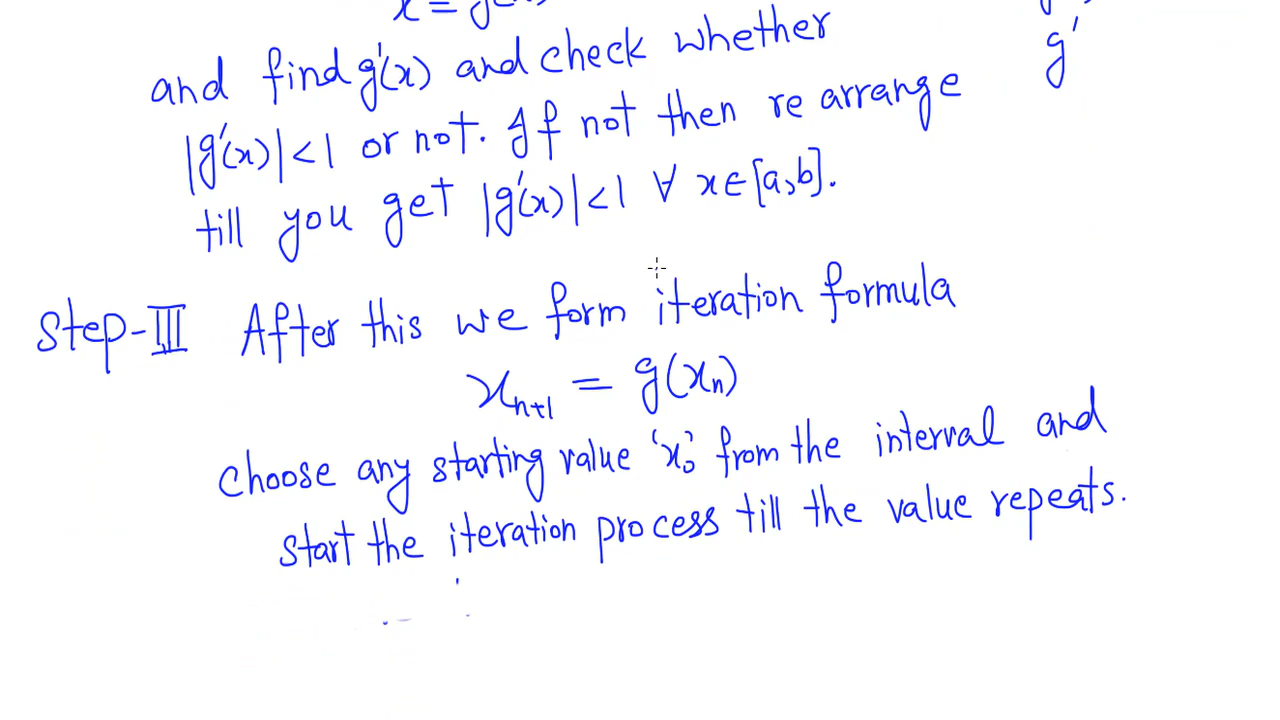 x = g
g'
and find g'(x) and check whether
|g'(x)|<1 or not. If not then re arrange
till you get |g'(x)|<1 ∀ x∈[a,b].
Step-III After this we form iteration formula
x_{n+1} = g(x_n)
choose any starting value 'x₀' from the interval and
start the iteration process till the value repeats.